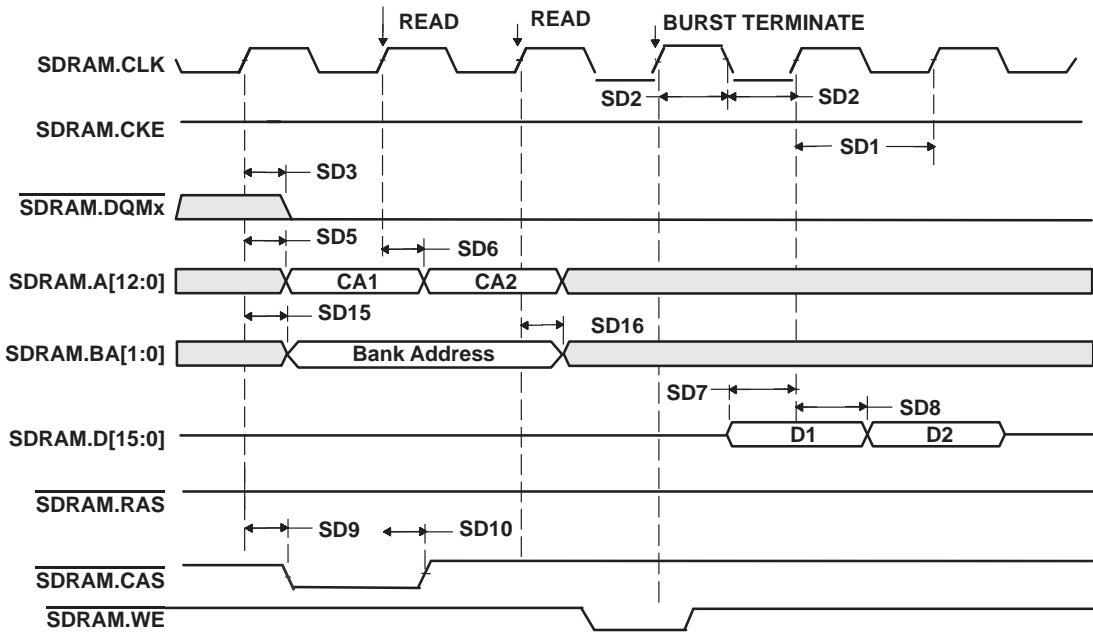 READ
READ
BURST TERMINATE
SDRAM.CLK
SD2
SD2
SDRAM.CKE
SD1
SD3
SDRAM.DQMx
SD5
SD6
SDRAM.A[12:0]
CA1
CA2
SD15
SD16
SDRAM.BA[1:0]
Bank Address
SD7
SD8
SDRAM.D[15:0]
D1
D2
SDRAM.RAS
SD9
SD10
SDRAM.CAS
SDRAM.WE